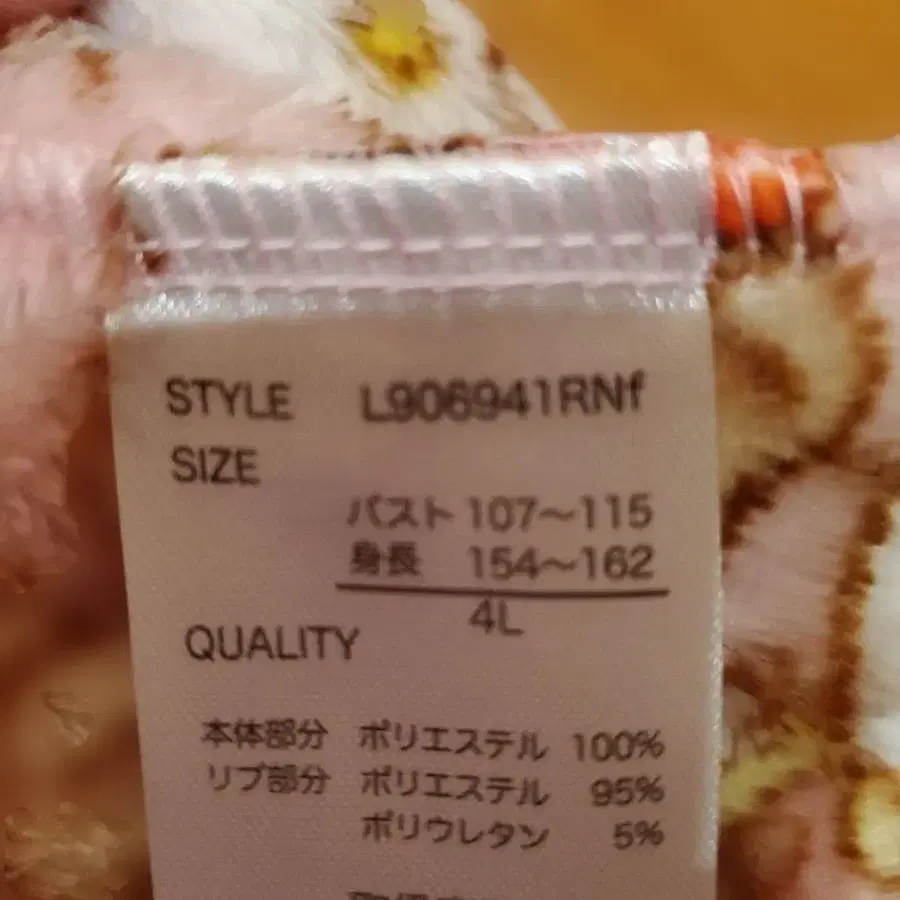 STYLE L906941RNf
SIZE
バスト 107〜115
身長 154〜162
4L
QUALITY
本体部分 ポリエステル 100%
リブ部分 ポリエステル 95%
ポリウレタン 5%